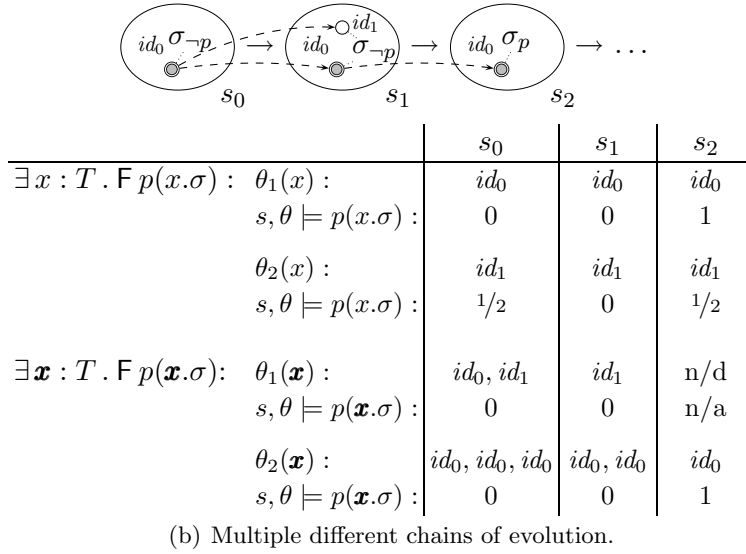 id₀ σ¬p → id₀ id₁ σ¬p → id₀ σp → ...
s₀ s₁ s₂
s₀ s₁ s₂
∃ x : T . F p(x.σ) : θ₁(x) : id₀ id₀ id₀
s, θ ⊨ p(x.σ) : 0 0 1
θ₂(x) : id₁ id₁ id₁
s, θ ⊨ p(x.σ) : 1/2 0 1/2
∃ 𝒙 : T . F p(𝒙.σ): θ₁(𝒙) : id₀, id₁ id₁ n/d
s, θ ⊨ p(𝒙.σ) : 0 0 n/a
θ₂(𝒙) : id₀, id₀, id₀ id₀, id₀ id₀
s, θ ⊨ p(𝒙.σ) : 0 0 1
(b) Multiple different chains of evolution.